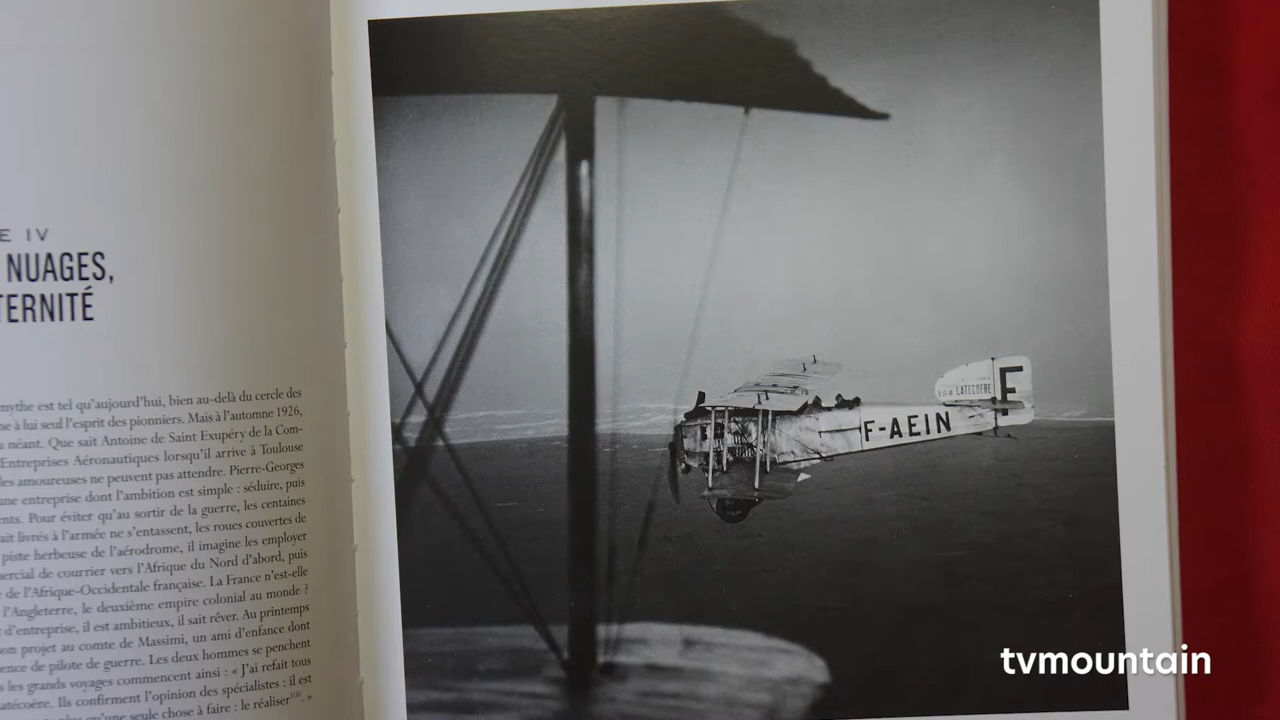 E IV
NUAGES,
TERNITÉ
mythe est tel qu'aujourd'hui, bien au-delà du cercle des
ne à lui seul l'esprit des pionniers. Mais à l'automne 1926,
u néant. Que sait Antoine de Saint Exupéry de la Com-
Entreprises Aéronautiques lorsqu'il arrive à Toulouse
les amoureuses ne peuvent pas attendre. Pierre-Georges
une entreprise dont l'ambition est simple : séduire, puis
ents. Pour éviter qu'au sortir de la guerre, les centaines
ait livrés à l'armée ne s'entassent, les roues couvertes de
piste herbeuse de l'aérodrome, il imagine les employer
mercial de courrier vers l'Afrique du Nord d'abord, puis
e de l'Afrique-Occidentale française. La France n'est-elle
l'Angleterre, le deuxième empire colonial au monde ?
t d'entreprise, il est ambitieux, il sait rêver. Au printemps
son projet au comte de Massimi, un ami d'enfance dont
ence de pilote de guerre. Les deux hommes se penchent
s les grands voyages commencent ainsi : « J'ai refait tous
atécoère. Ils confirment l'opinion des spécialistes : il est
plus qu'une seule chose à faire : le réaliser
F-AEIN
LATECOERE
E
tvmountain